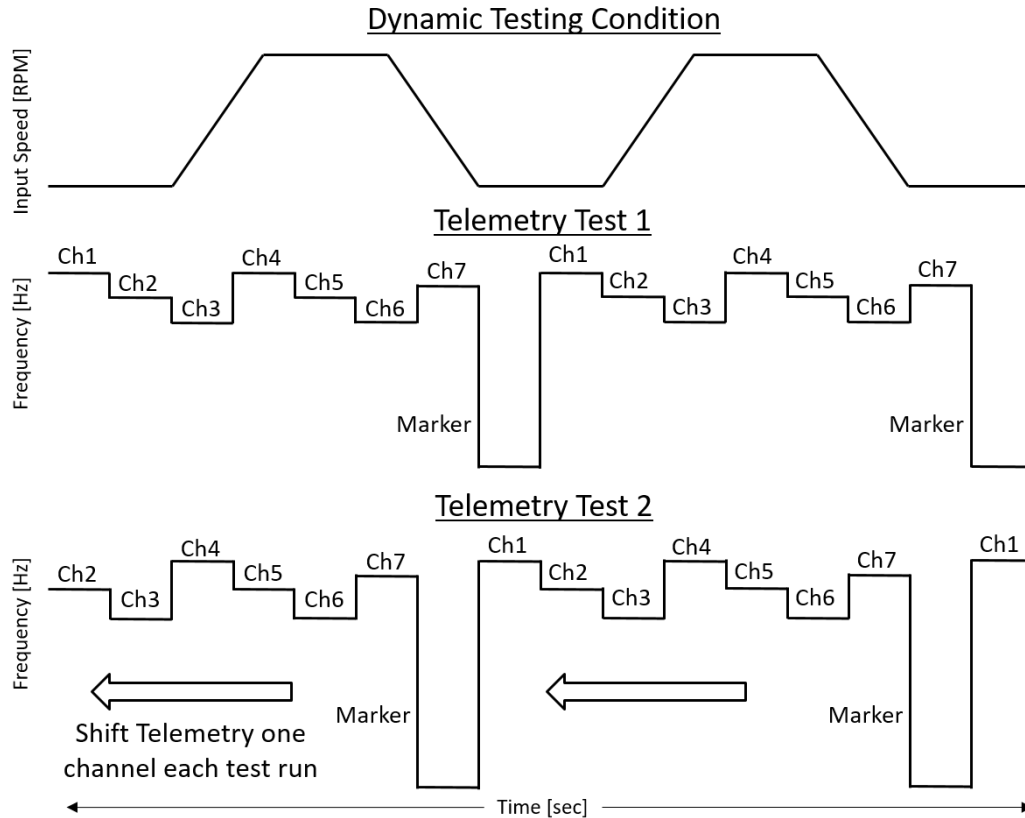 Dynamic Testing Condition
Input Speed [RPM]
Telemetry Test 1
Frequency [Hz]
Ch1
Ch2
Ch3
Ch4
Ch5
Ch6
Ch7
Marker
Ch1
Ch2
Ch3
Ch4
Ch5
Ch6
Ch7
Marker
Telemetry Test 2
Frequency [Hz]
Ch2
Ch3
Ch4
Ch5
Ch6
Ch7
Marker
Ch1
Ch2
Ch3
Ch4
Ch5
Ch6
Ch7
Marker
Ch1
Shift Telemetry one
channel each test run
Time [sec]